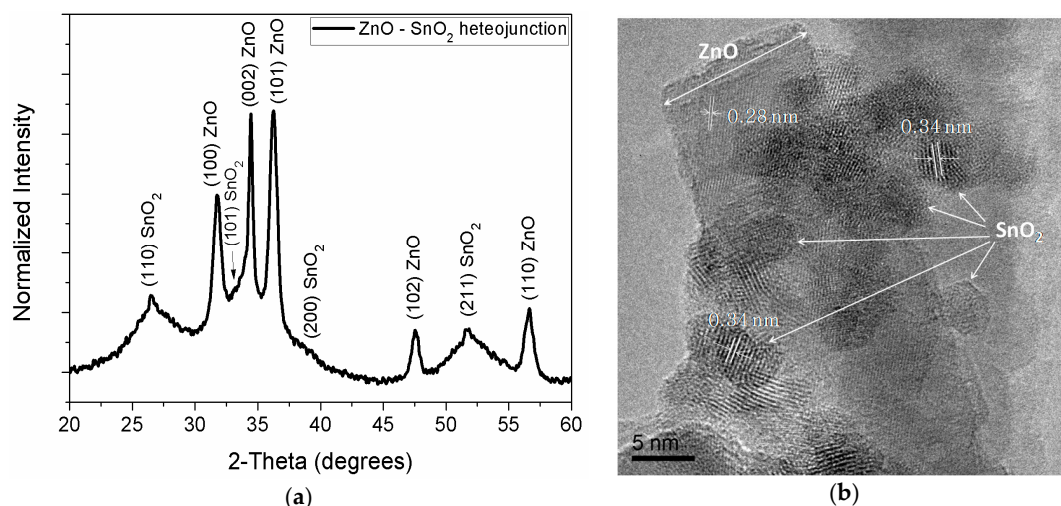 ZnO - SnO₂ heteojunction
(110) SnO₂
(100) ZnO
(101) SnO₂
(002) ZnO
(101) ZnO
(200) SnO₂
(102) ZnO
(211) SnO₂
(110) ZnO
Normalized Intensity
20 25 30 35 40 45 50 55 60
2-Theta (degrees)
(a)
ZnO
0.28 nm
0.34 nm
SnO₂
0.34 nm
5 nm
(b)